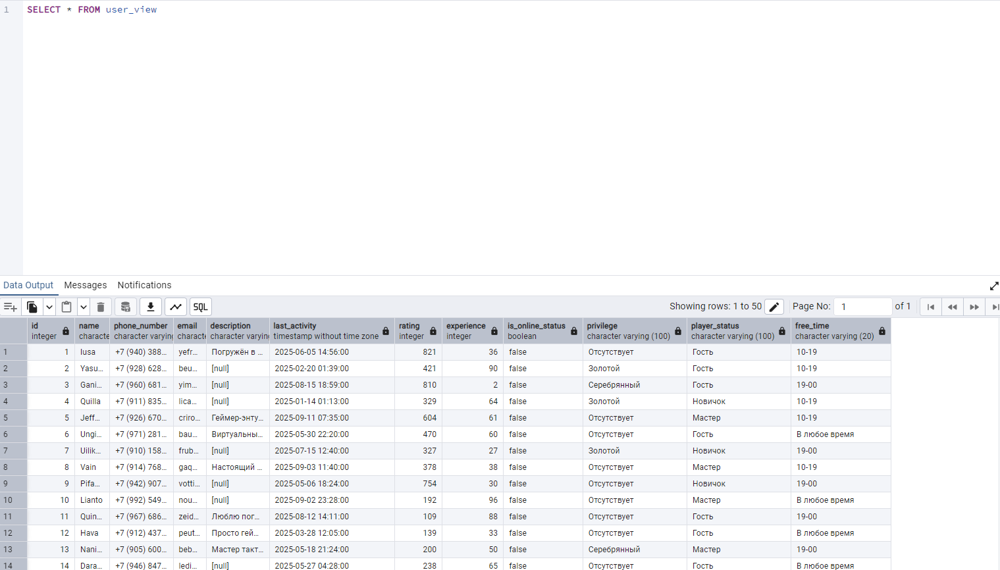 1 SELECT * FROM user_view
Data Output Messages Notifications
SQL Showing rows: 1 to 50 Page No: 1 of 1
id name phone_number email description last_activity rating experience is_online_status privilege player_status free_time
integer characte character varying charact character varying timestamp without time zone integer integer boolean character varying (100) character varying (100) character varying (20)
1 1 Iusa +7 (940) 388... yefr... Погружён в ... 2025-06-05 14:56:00 821 36 false Отсутствует Гость 10-19
2 2 Yasu... +7 (928) 628... beu... [null] 2025-02-20 01:39:00 421 90 false Золотой Гость 10-19
3 3 Gani... +7 (960) 681... yim... [null] 2025-08-15 18:59:00 810 2 false Серебрянный Гость 19-00
4 4 Quilla +7 (911) 835... lica... [null] 2025-01-14 01:13:00 329 64 false Золотой Новичок 10-19
5 5 Jeff... +7 (926) 670... criro... Геймер-энту... 2025-09-11 07:35:00 604 61 false Отсутствует Мастер 10-19
6 6 Ungi... +7 (971) 281... bau... Виртуальны... 2025-05-30 22:20:00 470 60 false Отсутствует Гость В любое время
7 7 Uilik... +7 (910) 158... frub... [null] 2025-07-15 12:40:00 327 27 false Золотой Новичок 19-00
8 8 Vain +7 (914) 768... gaq... Настоящий ... 2025-09-03 11:40:00 378 38 false Отсутствует Мастер 10-19
9 9 Pifa... +7 (942) 907... votti... [null] 2025-05-06 18:24:00 754 30 false Отсутствует Новичок 19-00
10 10 Lianto +7 (992) 549... nou... [null] 2025-09-02 23:28:00 192 96 false Отсутствует Мастер В любое время
11 11 Quin... +7 (967) 686... zeid... Люблю пог... 2025-08-12 14:11:00 109 88 false Отсутствует Гость 19-00
12 12 Hava +7 (912) 437... peut... Просто гей... 2025-03-28 12:05:00 139 33 false Отсутствует Гость В любое время
13 13 Nani... +7 (905) 600... beb... Мастер такт... 2025-05-18 21:24:00 200 50 false Серебрянный Мастер 19-00
14 14 Dara... +7 (946) 847... ledi... [null] 2025-05-27 04:28:00 238 65 false Отсутствует Гость В любое время